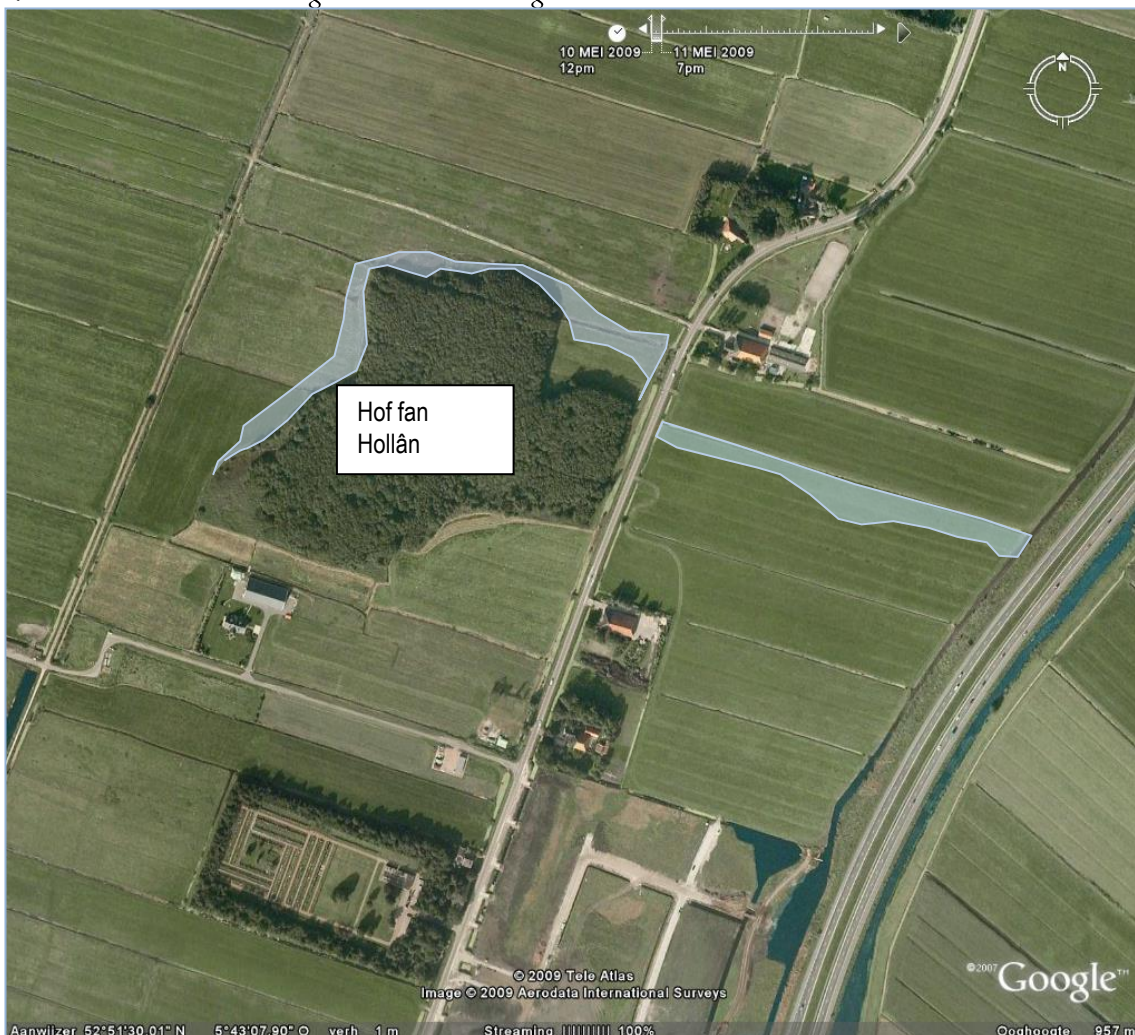 10 MEI 2009
11 MEI 2009
12pm
7pm
N
Hof fan
Hollân
© 2009 Tele Atlas
Image © 2009 Aerodata International Surveys
©2007 Google™
Aanwijzer 52°51'30.01" N 5°43'07.90" O verh 1 m Streaming ||||||||| 100% Ooghoogte 957 m